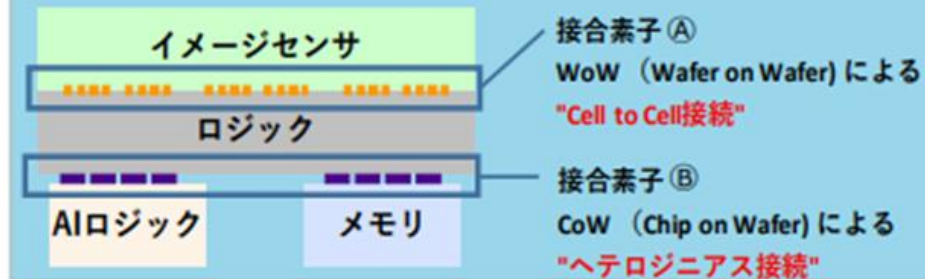 イメージセンサ
ロジック
AIロジック
メモリ
接合素子Ⓐ
WoW （Wafer on Wafer) による
"Cell to Cell接続"
接合素子Ⓑ
CoW （Chip on Wafer) による
"ヘテロジニアス接続"